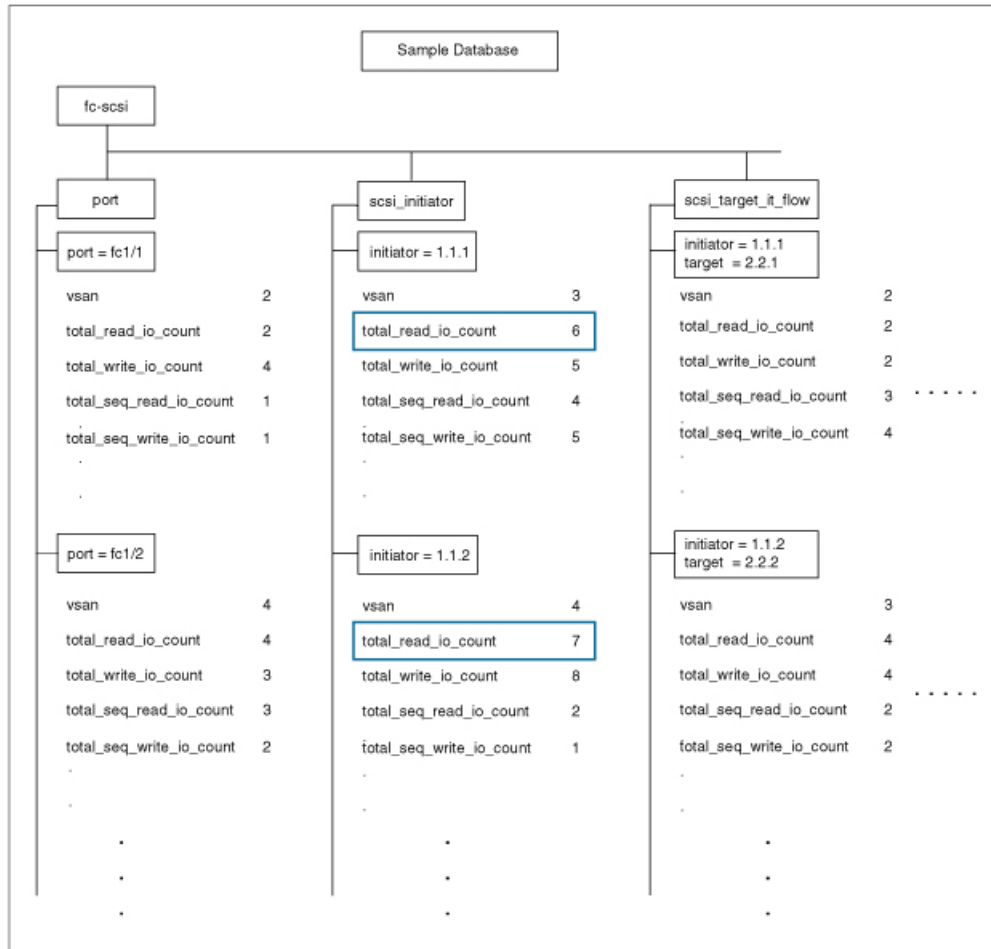 Sample Database
fc-scsi
port
port = fc1/1
vsan 2
total_read_io_count 2
total_write_io_count 4
total_seq_read_io_count 1
total_seq_write_io_count 1
port = fc1/2
vsan 4
total_read_io_count 4
total_write_io_count 3
total_seq_read_io_count 3
total_seq_write_io_count 2
scsi_initiator
initiator = 1.1.1
vsan 3
total_read_io_count 6
total_write_io_count 5
total_seq_read_io_count 4
total_seq_write_io_count 5
initiator = 1.1.2
vsan 4
total_read_io_count 7
total_write_io_count 8
total_seq_read_io_count 2
total_seq_write_io_count 1
scsi_target_it_flow
initiator = 1.1.1
target = 2.2.1
vsan 2
total_read_io_count 2
total_write_io_count 2
total_seq_read_io_count 3
total_seq_write_io_count 4
initiator = 1.1.2
target = 2.2.2
vsan 3
total_read_io_count 4
total_write_io_count 4
total_seq_read_io_count 2
total_seq_write_io_count 2